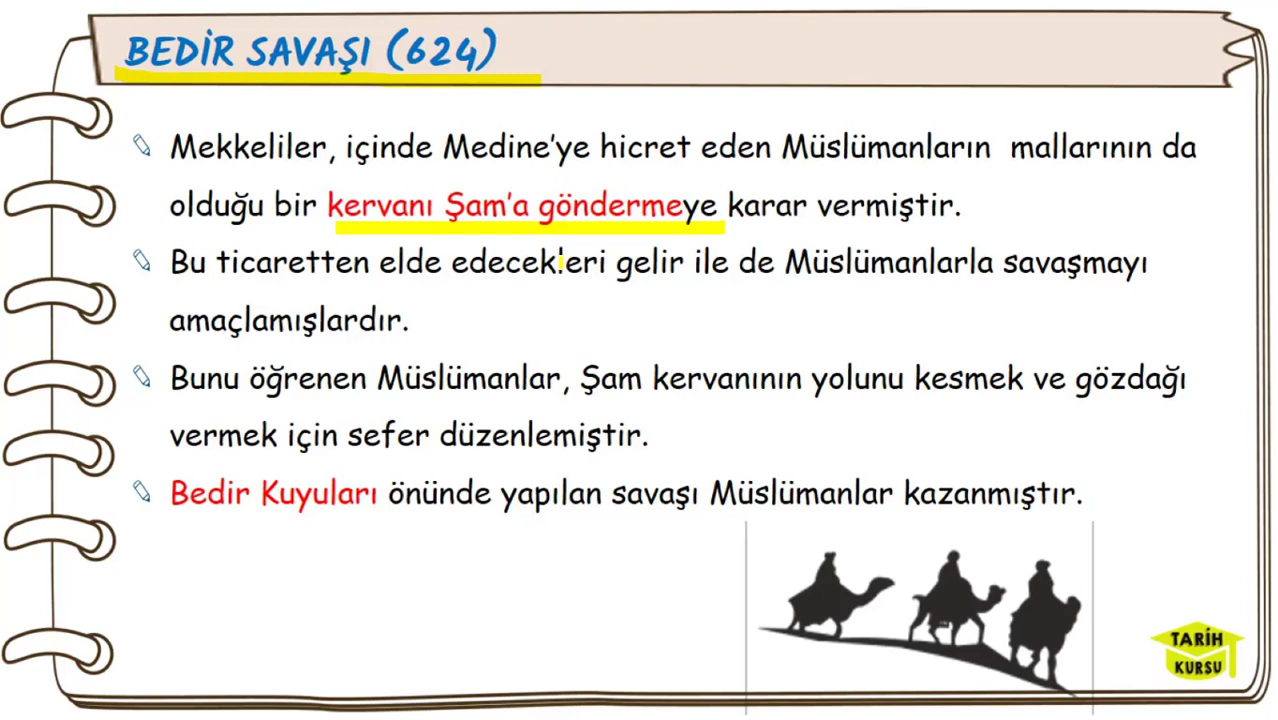 BEDİR SAVAŞI (624)
Mekkeliler, içinde Medine'ye hicret eden Müslümanların mallarının da
olduğu bir kervanı Şam'a göndermeye karar vermiştir.
Bu ticaretten elde edecekleri gelir ile de Müslümanlarla savaşmayı
amaçlamışlardır.
Bunu öğrenen Müslümanlar, Şam kervanının yolunu kesmek ve gözdağı
vermek için sefer düzenlemiştir.
Bedir Kuyuları önünde yapılan savaşı Müslümanlar kazanmıştır.
TARİH
KURSU